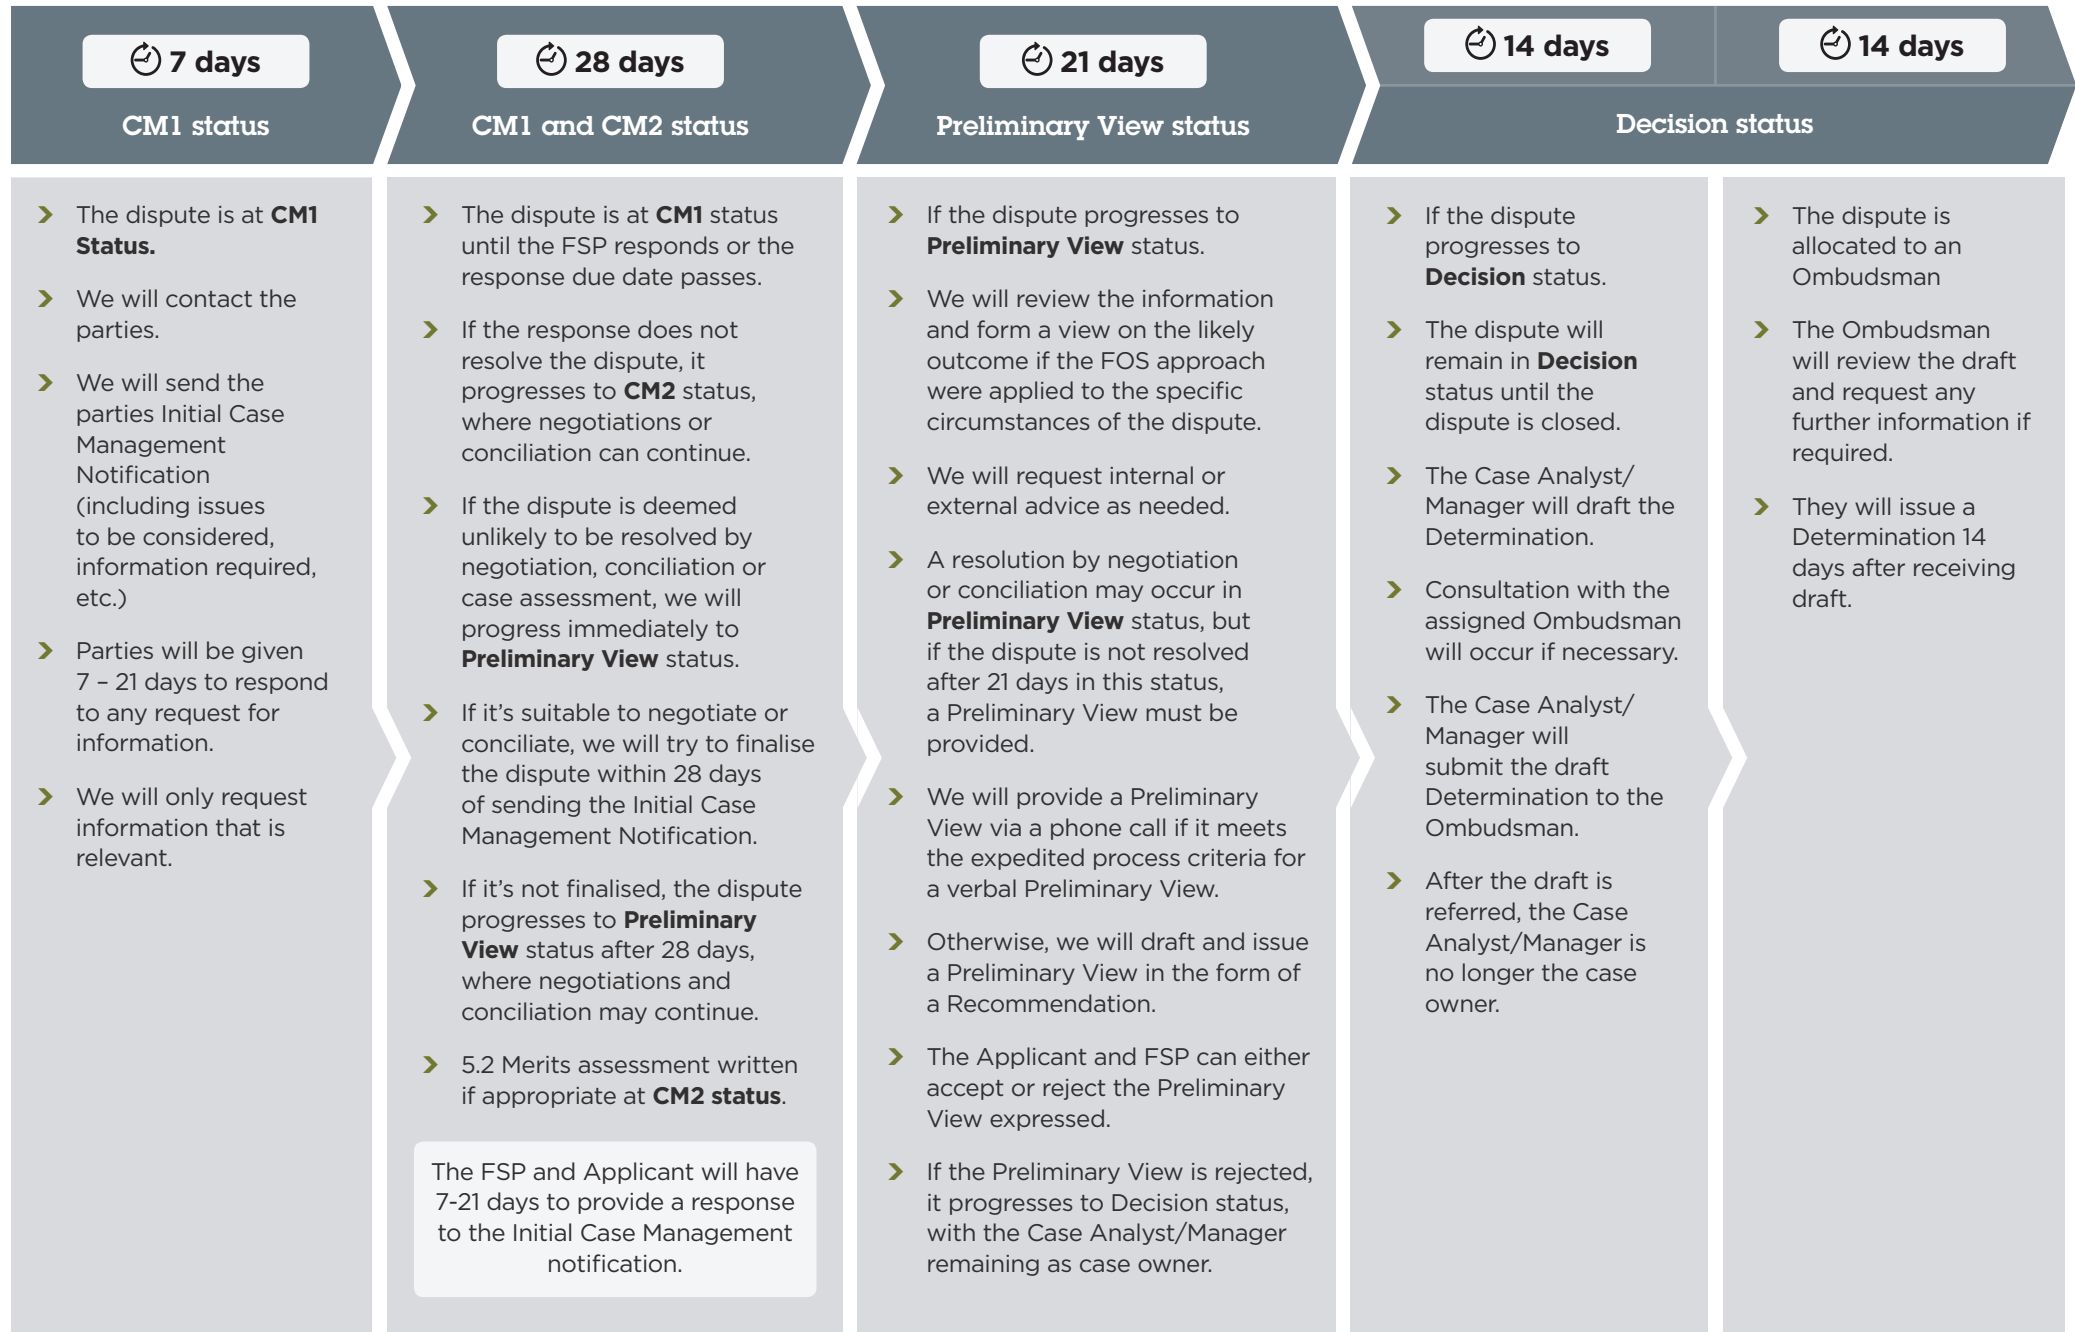 7 days
CM1 status
28 days
CM1 and CM2 status
21 days
Preliminary View status
14 days
14 days
Decision status
The dispute is at CM1
Status.
We will contact the
parties.
We will send the
parties Initial Case
Management
Notification
(including issues
to be considered,
information required,
etc.)
Parties will be given
7 – 21 days to respond
to any request for
information.
We will only request
information that is
relevant.
The dispute is at CM1 status
until the FSP responds or the
response due date passes.
If the response does not
resolve the dispute, it
progresses to CM2 status,
where negotiations or
conciliation can continue.
If the dispute is deemed
unlikely to be resolved by
negotiation, conciliation or
case assessment, we will
progress immediately to
Preliminary View status.
If it’s suitable to negotiate or
conciliate, we will try to finalise
the dispute within 28 days
of sending the Initial Case
Management Notification.
If it’s not finalised, the dispute
progresses to Preliminary
View status after 28 days,
where negotiations and
conciliation may continue.
5.2 Merits assessment written
if appropriate at CM2 status.
The FSP and Applicant will have
7-21 days to provide a response
to the Initial Case Management
notification.
If the dispute progresses to
Preliminary View status.
We will review the information
and form a view on the likely
outcome if the FOS approach
were applied to the specific
circumstances of the dispute.
We will request internal or
external advice as needed.
A resolution by negotiation
or conciliation may occur in
Preliminary View status, but
if the dispute is not resolved
after 21 days in this status,
a Preliminary View must be
provided.
We will provide a Preliminary
View via a phone call if it meets
the expedited process criteria for
a verbal Preliminary View.
Otherwise, we will draft and issue
a Preliminary View in the form of
a Recommendation.
The Applicant and FSP can either
accept or reject the Preliminary
View expressed.
If the Preliminary View is rejected,
it progresses to Decision status,
with the Case Analyst/Manager
remaining as case owner.
If the dispute
progresses to
Decision status.
The dispute will
remain in Decision
status until the
dispute is closed.
The Case Analyst/
Manager will draft the
Determination.
Consultation with the
assigned Ombudsman
will occur if necessary.
The Case Analyst/
Manager will
submit the draft
Determination to the
Ombudsman.
After the draft is
referred, the Case
Analyst/Manager is
no longer the case
owner.
The dispute is
allocated to an
Ombudsman
The Ombudsman
will review the draft
and request any
further information if
required.
They will issue a
Determination 14
days after receiving
draft.